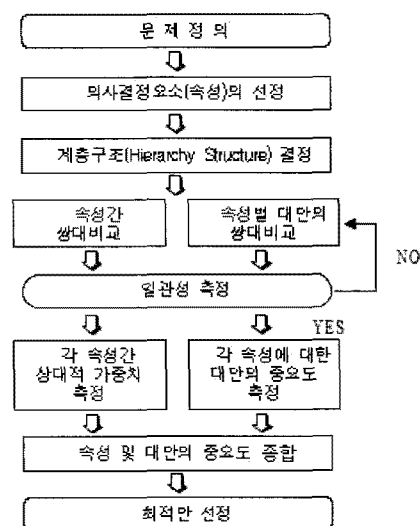 문 제 정 의
의사결정요소(속성)의 선정
계층구조(Hierarchy Structure) 결정
속성간
쌍대비교
속성별 대안의
쌍대비교
NO
일관성 측정
YES
각 속성간
상대적 가중치
측정
각 속성에 대한
대안의 중요도
측정
속성 및 대안의 중요도 종합
최적안 선정